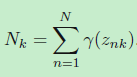 N_k = \sum_{n=1}^{N} \gamma(z_{nk}).